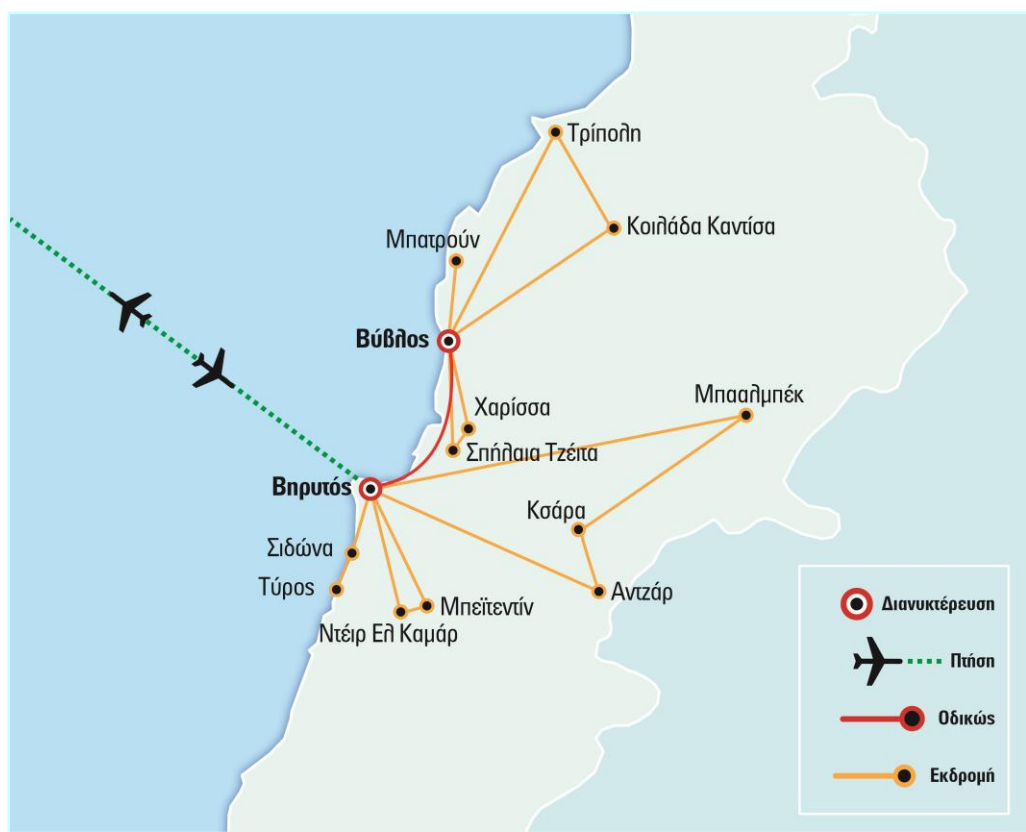 Τρίπολη
Κοιλάδα Καντίσα
Μπατρούν
Βύβλος
Μπααλμπέκ
Χαρίσσα
Σπήλαια Τζέιτα
Βηρυτός
Κσάρα
Σιδώνα
Τύρος
Αντζάρ
Μπεϊτεντίν
Ντέιρ Ελ Καμάρ
Διανυκτέρευση
Πτήση
Οδικώς
Εκδρομή